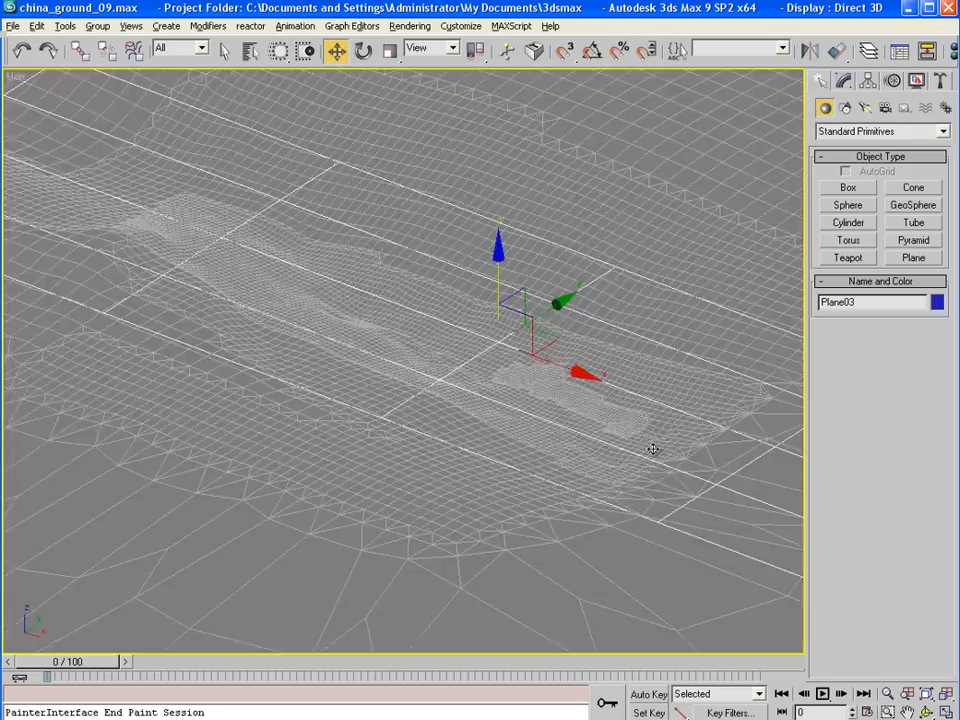 china_ground_09.max - Project Folder: C:\Documents and Settings\Administrator\My Documents\3dsmax - Autodesk 3ds Max 9 SP2 x64 - Display : Direct 3D
File Edit Tools Group Views Create Modifiers reactor Animation Graph Editors Rendering Customize MAXScript Help
All View
User
Standard Primitives
- Object Type
AutoGrid
Box Cone
Sphere GeoSphere
Cylinder Tube
Torus Pyramid
Teapot Plane
- Name and Color
Plane03
z
x
0 / 100
Auto Key Selected
Set Key Key Filters... 0
PainterInterface End Paint Session